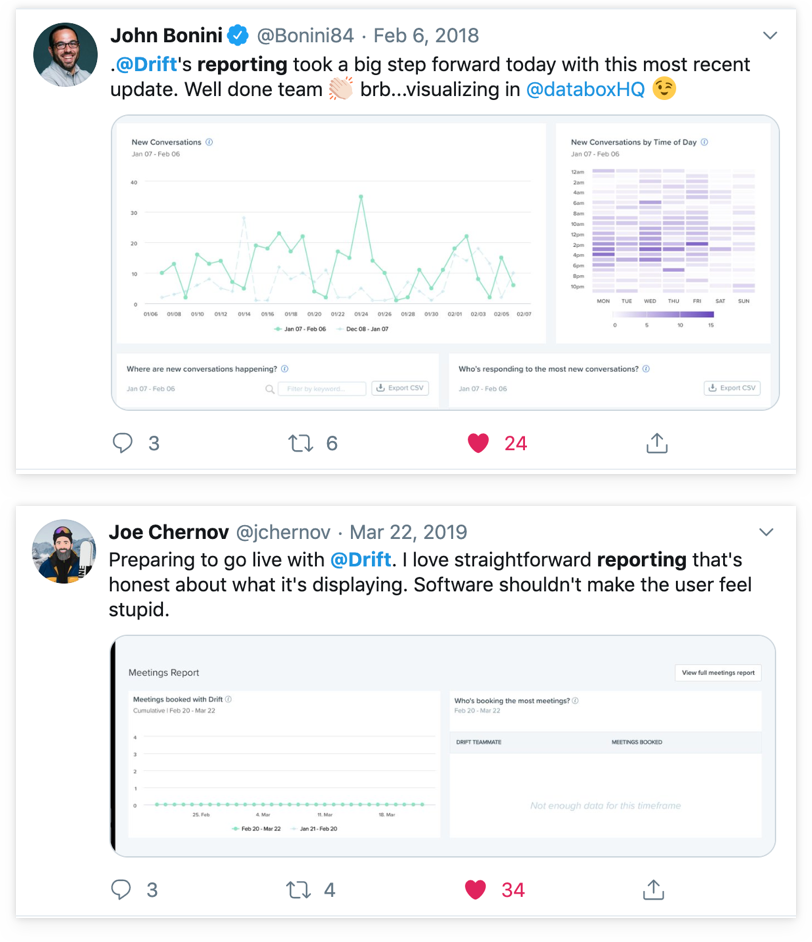 John Bonini @Bonini84 · Feb 6, 2018
.@Drift's reporting took a big step forward today with this most recent
update. Well done team 👏🏻 brb...visualizing in @databoxHQ 😉
New Conversations
Jan 07 - Feb 06
40
30
20
10
0
01/06 01/08 01/10 01/12 01/14 01/16 01/18 01/20 01/22 01/24 01/26 01/28 01/30 02/01 02/03 02/05 02/07
Jan 07 - Feb 06 Dec 08 - Jan 07
New Conversations by Time of Day
Jan 07 - Feb 06
12am
2am
4am
6am
8am
10am
12pm
2pm
4pm
6pm
8pm
10pm
MON TUE WED THU FRI SAT SUN
0 5 10 15
Where are new conversations happening?
Jan 07 - Feb 06 Filter by keyword... Export CSV
Who's responding to the most new conversations?
Jan 07 - Feb 06 Export CSV
3 6 24
Joe Chernov @jchernov · Mar 22, 2019
Preparing to go live with @Drift. I love straightforward reporting that's
honest about what it's displaying. Software shouldn't make the user feel
stupid.
Meetings Report View full meetings report
Meetings booked with Drift
Cumulative | Feb 20 - Mar 22
4
3
2
1
0
25. Feb 4. Mar 11. Mar 18. Mar
Feb 20 - Mar 22 Jan 21 - Feb 20
Who's booking the most meetings?
Feb 20 - Mar 22
DRIFT TEAMMATE MEETINGS BOOKED
Not enough data for this timeframe
3 4 34